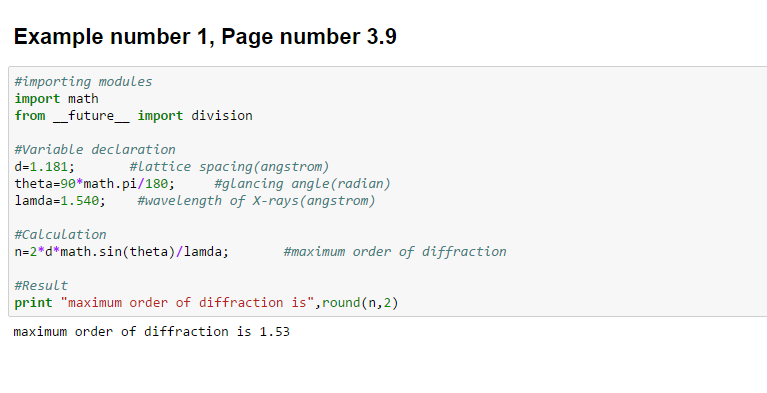 Example number 1, Page number 3.9
#importing modules
import math
from __future__ import division
#Variable declaration
d=1.181; #lattice spacing(angstrom)
theta=90*math.pi/180; #glancing angle(radian)
lamda=1.540; #wavelength of X-rays(angstrom)
#Calculation
n=2*d*math.sin(theta)/lamda; #maximum order of diffraction
#Result
print "maximum order of diffraction is",round(n,2)
maximum order of diffraction is 1.53